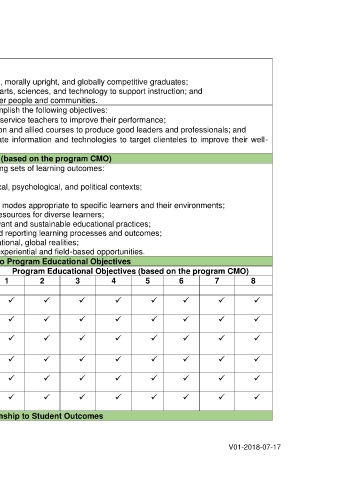 , morally upright, and globally competitive graduates;
arts, sciences, and technology to support instruction; and
er people and communities.
mplish the following objectives:
service teachers to improve their performance;
on and allied courses to produce good leaders and professionals; and
ate information and technologies to target clienteles to improve their well-
(based on the program CMO)
ng sets of learning outcomes:
cal, psychological, and political contexts;
modes appropriate to specific learners and their environments;
esources for diverse learners;
vant and sustainable educational practices;
d reporting learning processes and outcomes;
ational, global realities;
xperiential and field-based opportunities.
o Program Educational Objectives
Program Educational Objectives (based on the program CMO)
1 2 3 4 5 6 7 8
✓ ✓ ✓ ✓ ✓ ✓ ✓ ✓
✓ ✓ ✓ ✓ ✓ ✓ ✓ ✓
✓ ✓ ✓ ✓ ✓ ✓ ✓ ✓
✓ ✓ ✓ ✓ ✓ ✓ ✓ ✓
✓ ✓ ✓ ✓ ✓ ✓ ✓ ✓
✓ ✓ ✓ ✓ ✓ ✓ ✓ ✓
nship to Student Outcomes
V01-2018-07-17